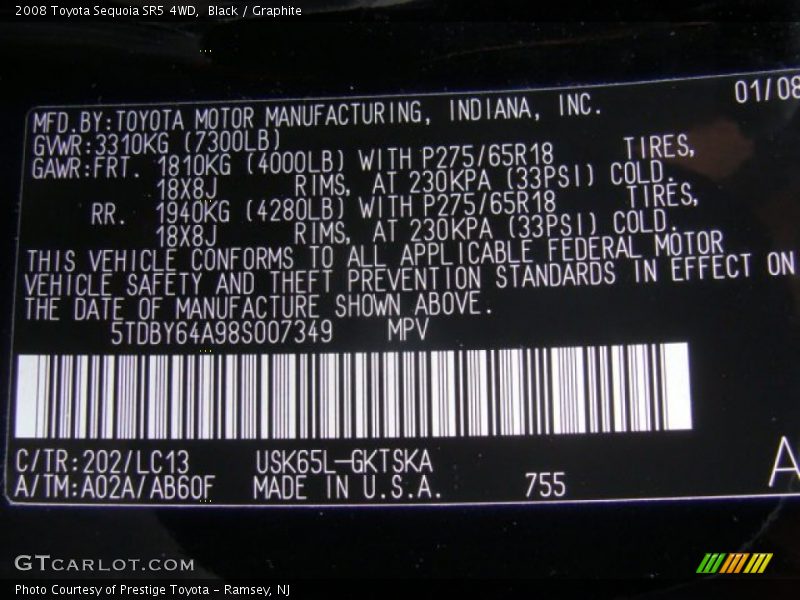 2008 Toyota Sequoia SR5 4WD,  Black / Graphite
01/08
MFD.BY:TOYOTA MOTOR MANUFACTURING, INDIANA, INC.
GVWR:3310KG (7300LB)
GAWR:FRT. 1810KG (4000LB) WITH P275/65R18 TIRES,
18X8J RIMS, AT 230KPA (33PSI) COLD.
RR. 1940KG (4280LB) WITH P275/65R18 TIRES,
18X8J RIMS, AT 230KPA (33PSI) COLD.
THIS VEHICLE CONFORMS TO ALL APPLICABLE FEDERAL MOTOR
VEHICLE SAFETY AND THEFT PREVENTION STANDARDS IN EFFECT ON
THE DATE OF MANUFACTURE SHOWN ABOVE.
5TDBY64A98S007349 MPV
C/TR:202/LC13 USK65L-GKTSKA
A/TM:A02A/AB60F MADE IN U.S.A. 755
A
GTCARLOT.COM
Photo Courtesy of Prestige Toyota - Ramsey, NJ